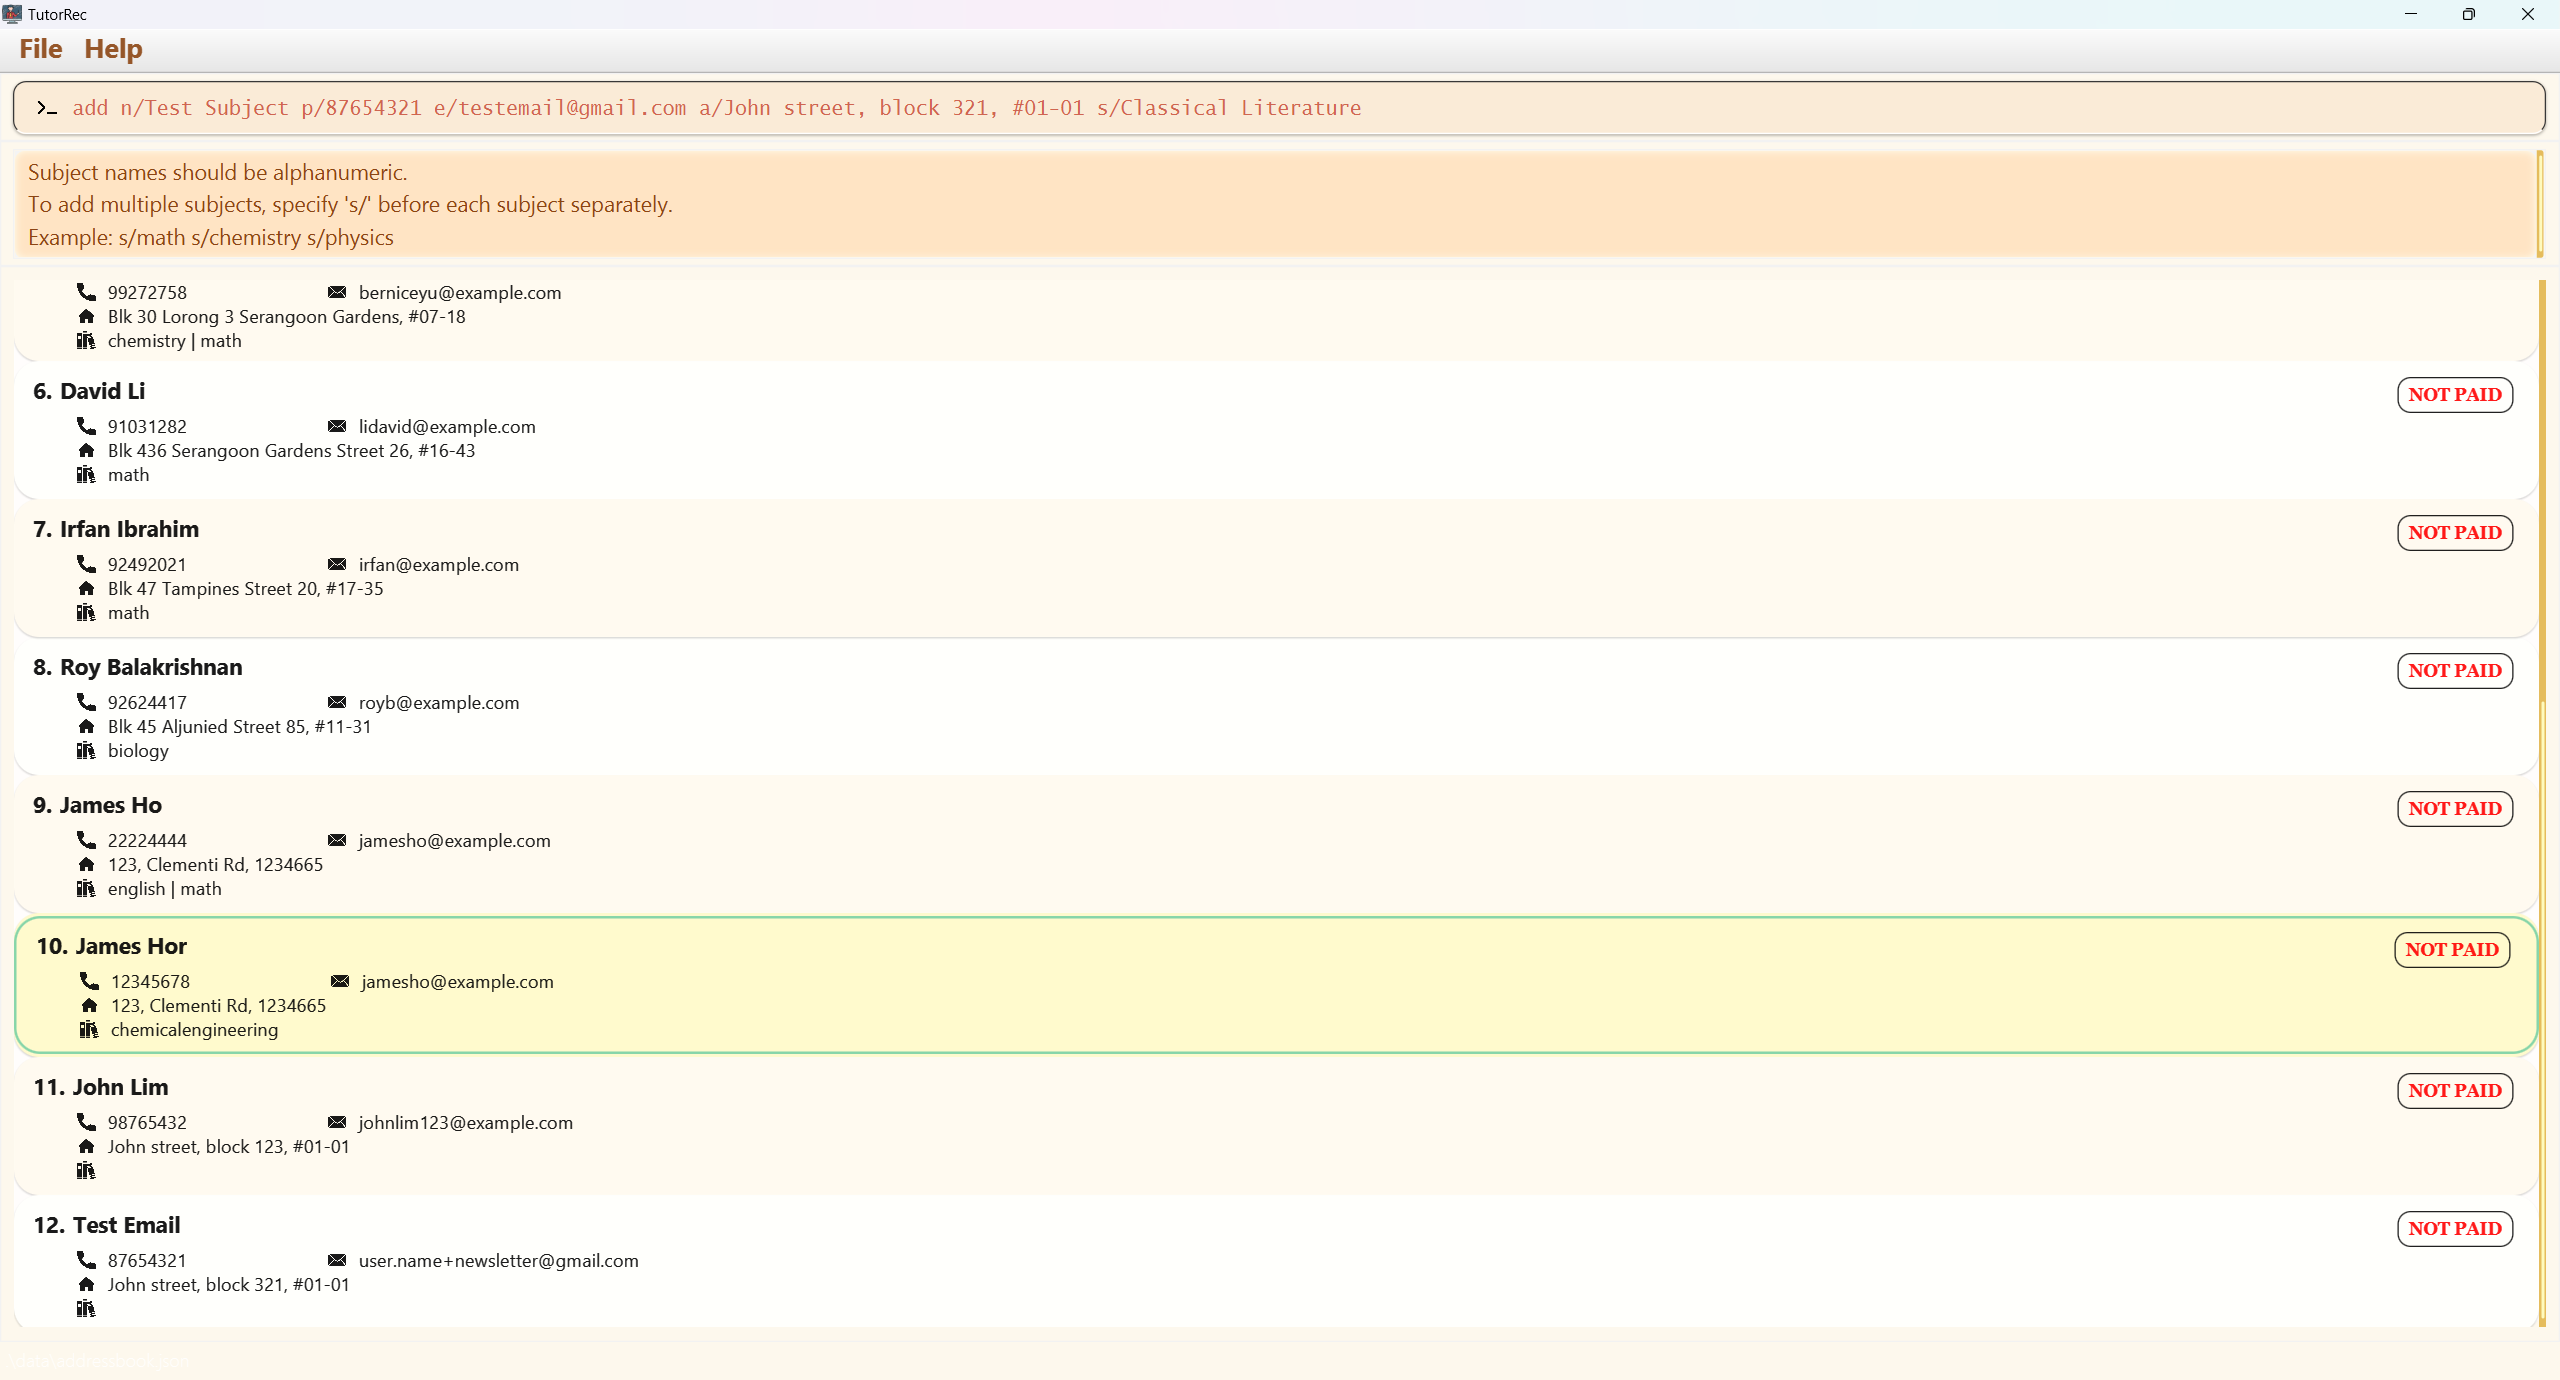 TutorRec
File Help
>_ add n/Test Subject p/87654321 e/testemail@gmail.com a/John street, block 321, #01-01 s/Classical Literature
Subject names should be alphanumeric.
To add multiple subjects, specify 's/' before each subject separately.
Example: s/math s/chemistry s/physics
99272758 berniceyu@example.com
Blk 30 Lorong 3 Serangoon Gardens, #07-18
chemistry | math
6. David Li NOT PAID
91031282 lidavid@example.com
Blk 436 Serangoon Gardens Street 26, #16-43
math
7. Irfan Ibrahim NOT PAID
92492021 irfan@example.com
Blk 47 Tampines Street 20, #17-35
math
8. Roy Balakrishnan NOT PAID
92624417 royb@example.com
Blk 45 Aljunied Street 85, #11-31
biology
9. James Ho NOT PAID
22224444 jamesho@example.com
123, Clementi Rd, 1234665
english | math
10. James Hor NOT PAID
12345678 jamesho@example.com
123, Clementi Rd, 1234665
chemicalengineering
11. John Lim NOT PAID
98765432 johnlim123@example.com
John street, block 123, #01-01
12. Test Email NOT PAID
87654321 user.name+newsletter@gmail.com
John street, block 321, #01-01